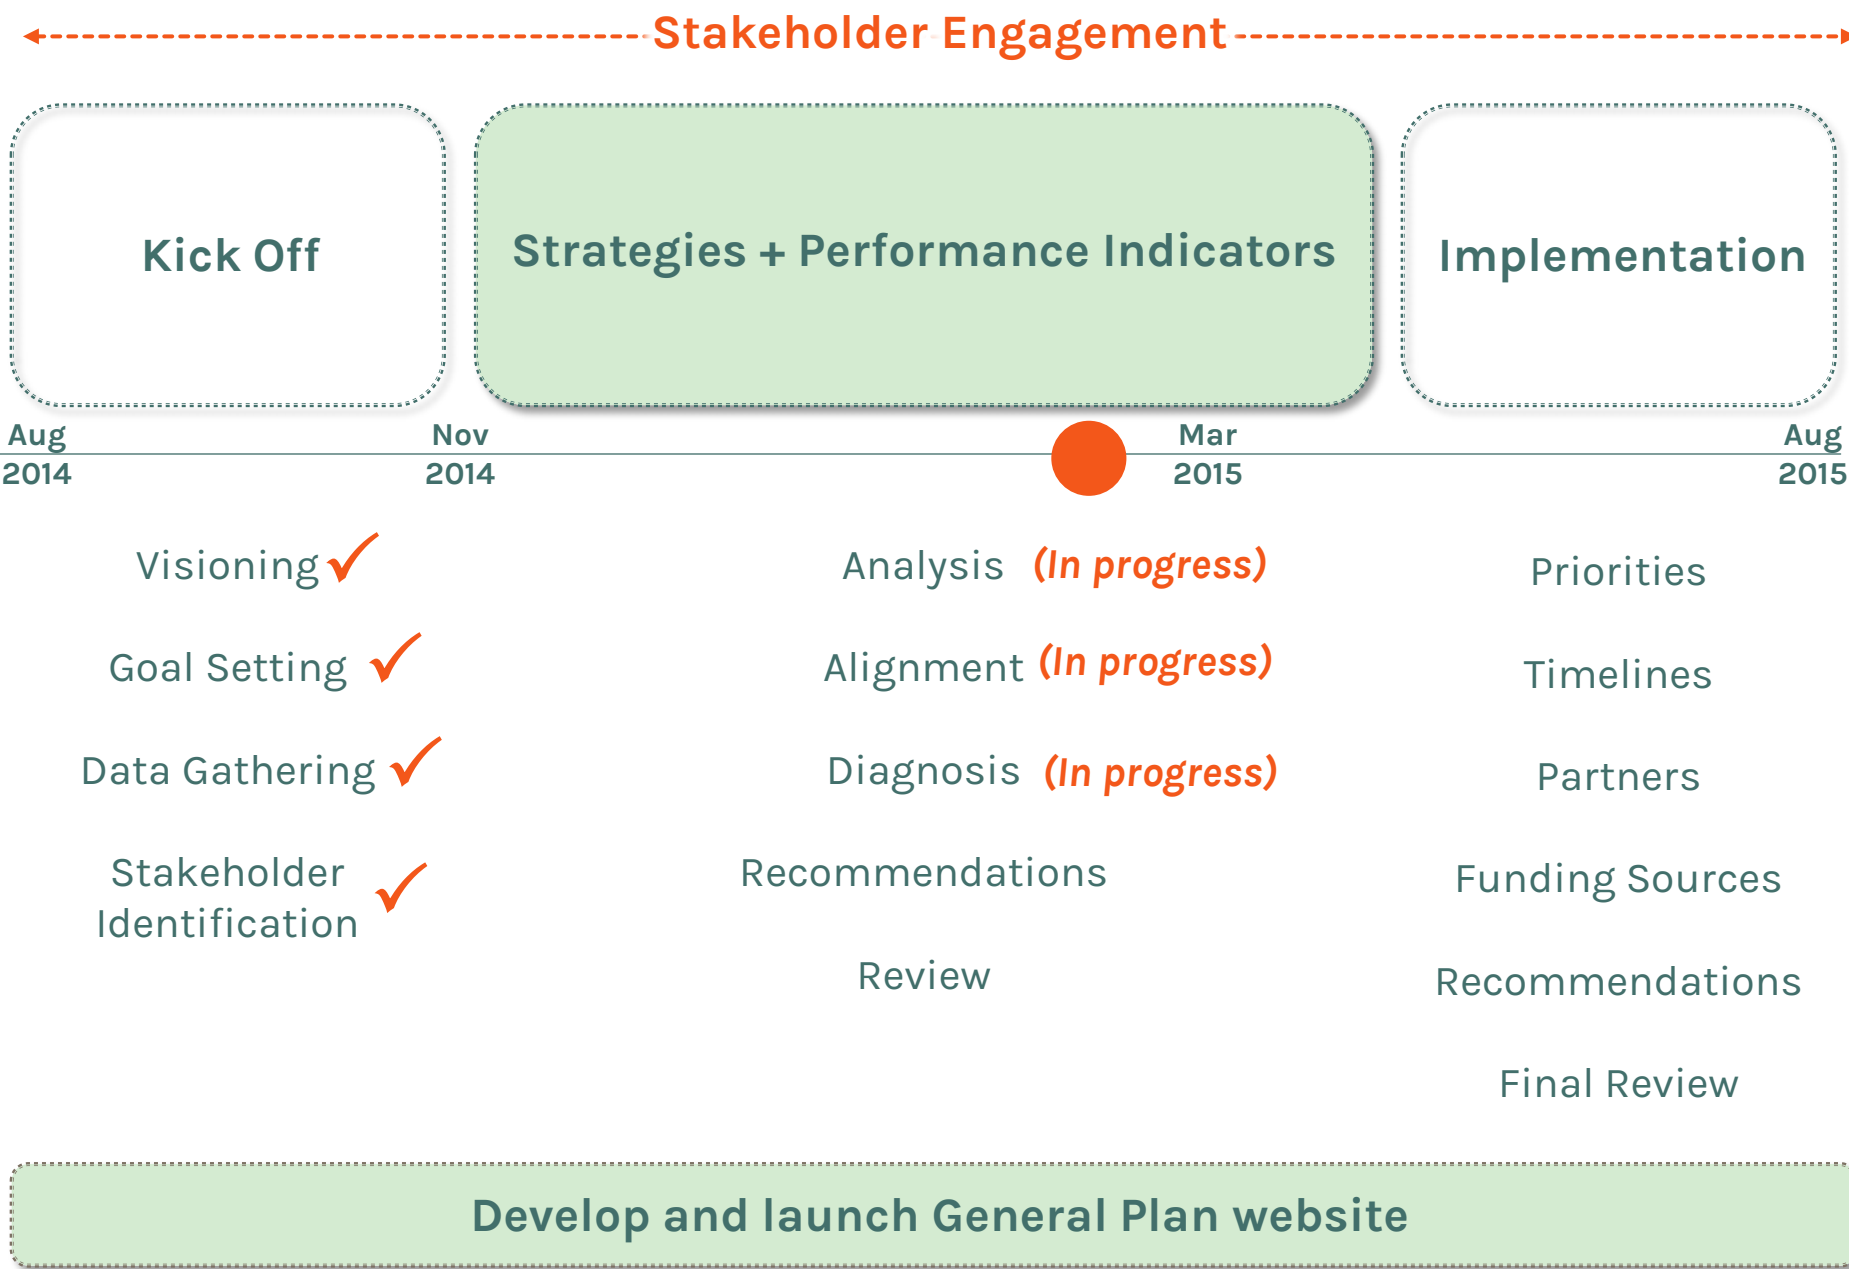 Stakeholder Engagement
Kick Off
Strategies + Performance Indicators
Implementation
Aug
2014
Nov
2014
Mar
2015
Aug
2015
Visioning
Goal Setting
Data Gathering
Stakeholder
Identification
Analysis (In progress)
Alignment (In progress)
Diagnosis (In progress)
Recommendations
Review
Priorities
Timelines
Partners
Funding Sources
Recommendations
Final Review
Develop and launch General Plan website